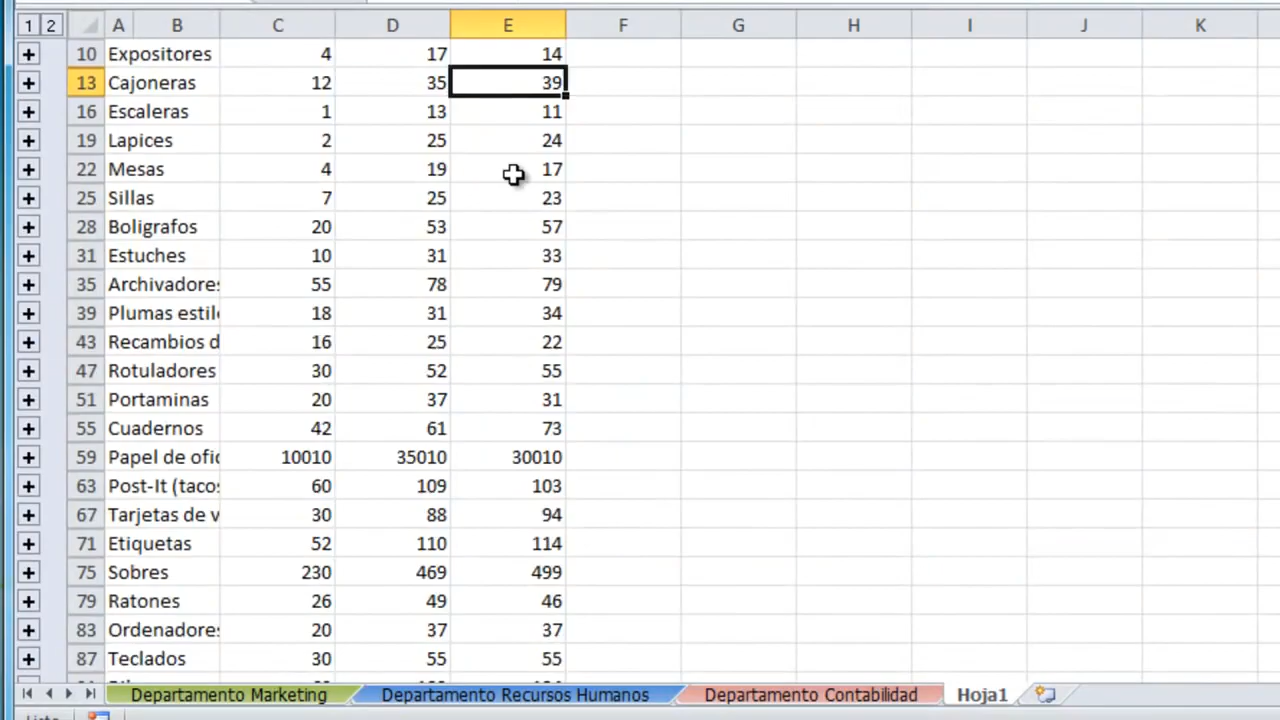 1 2 A B C D E F G H I J K
10 Expositores 4 17 14
13 Cajoneras 12 35 39
16 Escaleras 1 13 11
19 Lapices 2 25 24
22 Mesas 4 19 17
25 Sillas 7 25 23
28 Boligrafos 20 53 57
31 Estuches 10 31 33
35 Archivadores 55 78 79
39 Plumas estilo 18 31 34
43 Recambios d 16 25 22
47 Rotuladores 30 52 55
51 Portaminas 20 37 31
55 Cuadernos 42 61 73
59 Papel de ofic 10010 35010 30010
63 Post-It (tacos 60 109 103
67 Tarjetas de v 30 88 94
71 Etiquetas 52 110 114
75 Sobres 230 469 499
79 Ratones 26 49 46
83 Ordenadores 20 37 37
87 Teclados 30 55 55
Departamento Marketing Departamento Recursos Humanos Departamento Contabilidad Hoja1